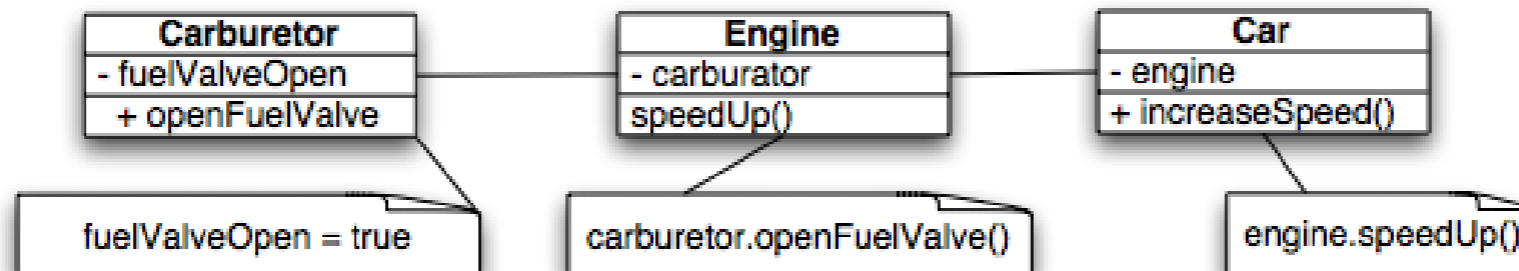 Carburetor
- fuelValveOpen
+ openFuelValve
Engine
- carburator
speedUp()
Car
- engine
+ increaseSpeed()
fuelValveOpen = true
carburetor.openFuelValve()
engine.speedUp()